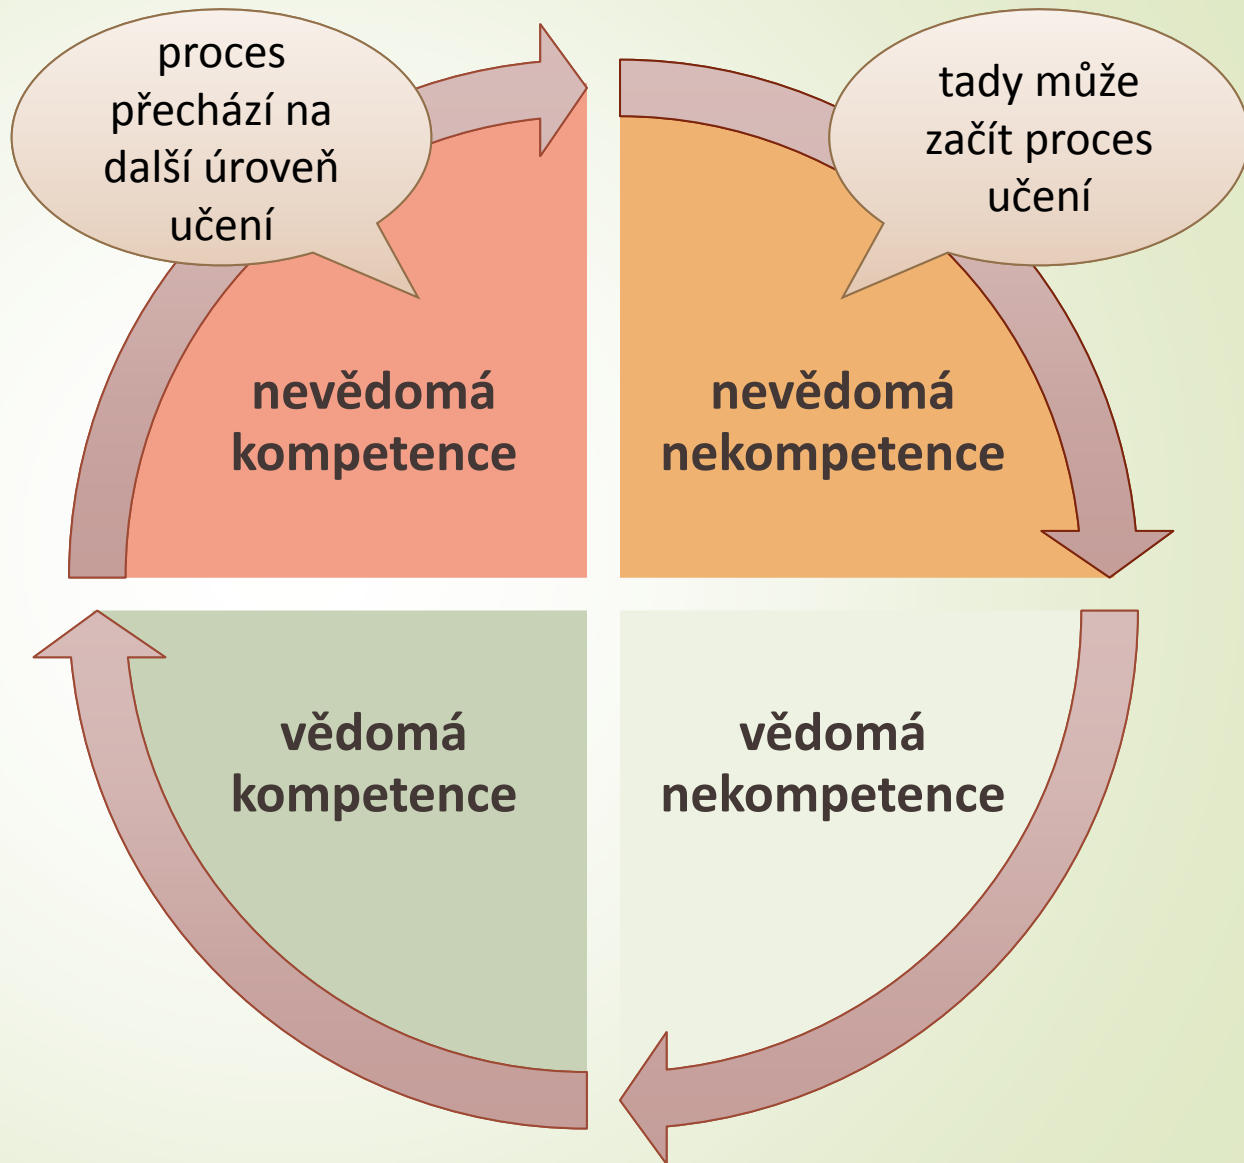 proces
přechází na
další úroveň
učení
tady může
začít proces
učení
nevědomá
kompetence
nevědomá
nekompetence
vědomá
kompetence
vědomá
nekompetence